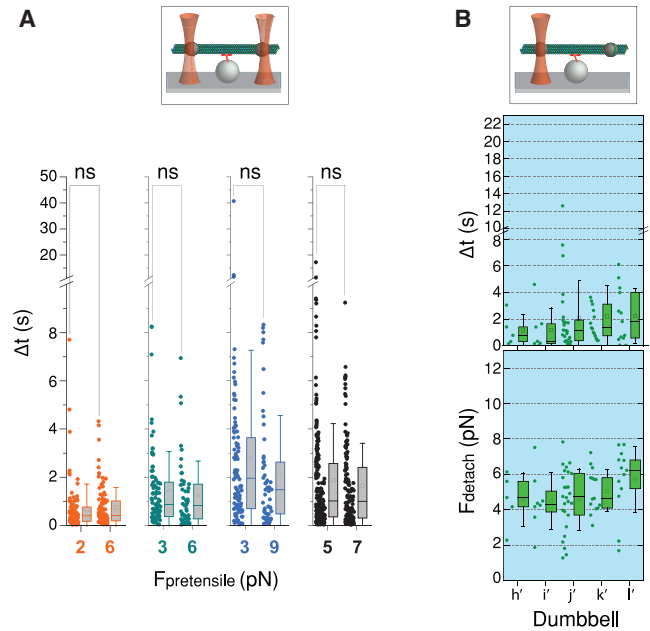 A
ns ns ns ns
50
40
30
20
8
6
4
2
0
Δt (s)
2 6 3 6 3 9 5 7
Fpretensile (pN)
B
22
20
18
16
14
12
10
8
6
4
2
0
Δt (s)
12
10
8
6
4
2
0
Fdetach (pN)
h′ i′ j′ k′ l′
Dumbbell